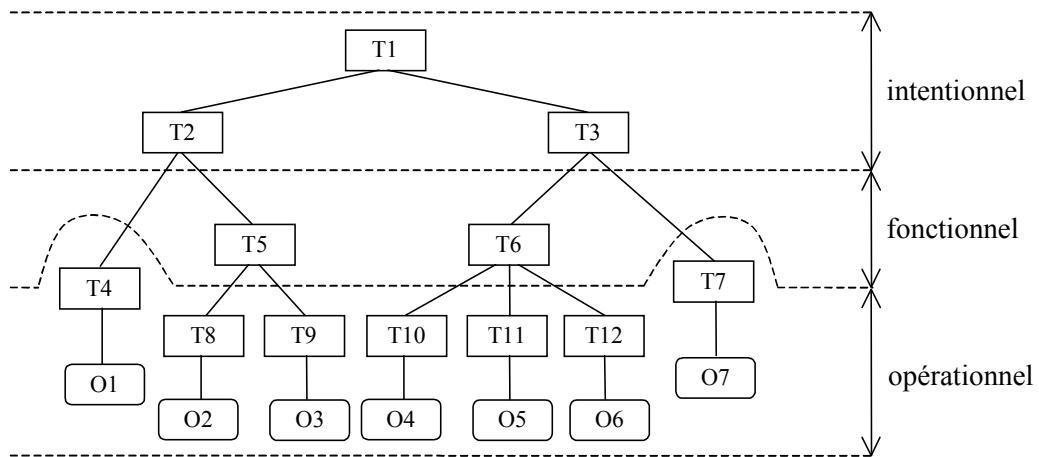 T1
intentionnel
T2
T3
T5
T6
fonctionnel
T4
T7
T8
T9
T10
T11
T12
O1
O7
opérationnel
O2
O3
O4
O5
O6